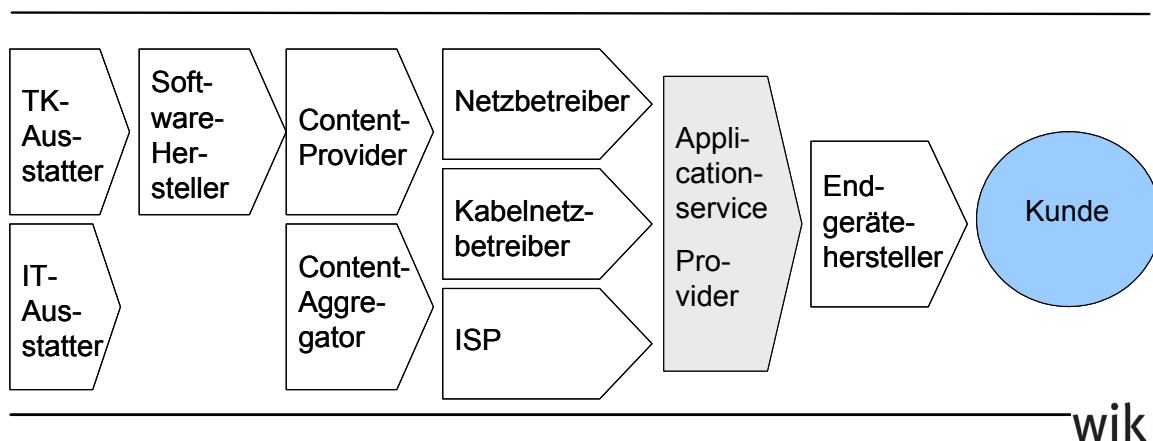 TK-
Aus-
statter
Soft-
ware-
Her-
steller
Content-
Provider
Netzbetreiber
Appli-
cation-
service
Pro-
vider
End-
geräte-
hersteller
Kunde
IT-
Aus-
statter
Content-
Aggre-
gator
Kabelnetz-
betreiber
ISP
wik